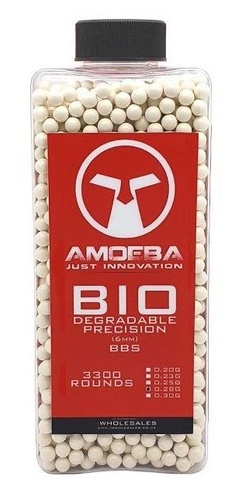 AMOEBA
JUST INNOVATION
BIO
DEGRADABLE
PRECISION
(6MM)
BBS
3300
ROUNDS
0.20G
0.23G
0.25G
0.28G
0.30G
WHOLESALES